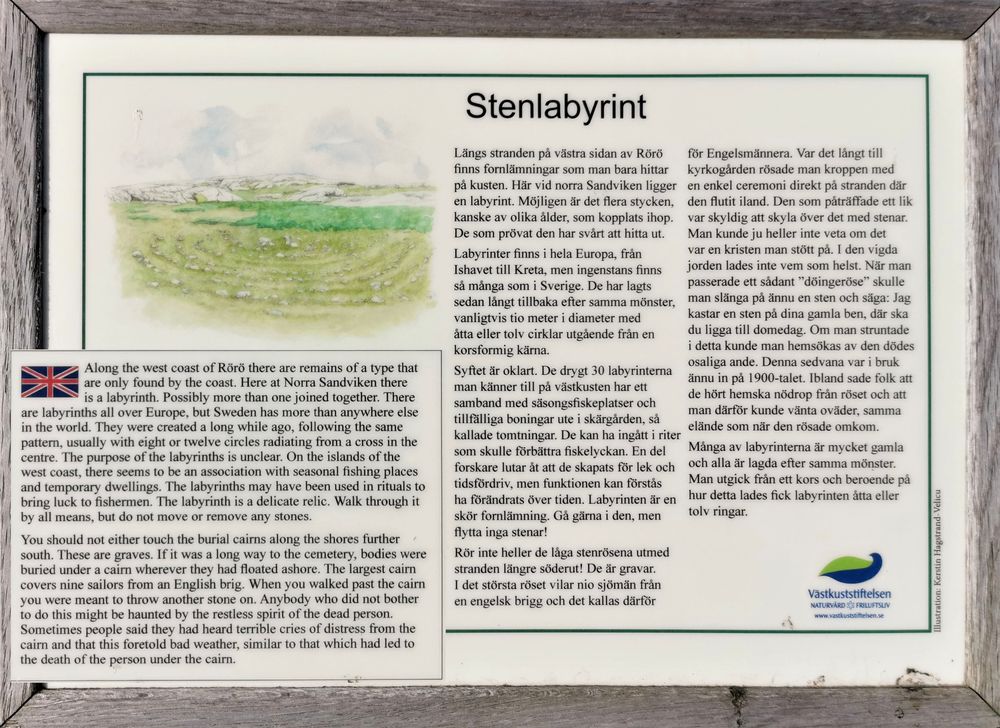 Stenlabyrint
Längs stranden på västra sidan av Rörö
finns fornlämningar som man bara hittar
på kusten. Här vid norra Sandviken ligger
en labyrint. Möjligen är det flera stycken,
kanske av olika ålder, som kopplats ihop.
De som prövat den har svårt att hitta ut.
Labyrinter finns i hela Europa, från
Ishavet till Kreta, men ingenstans finns
så många som i Sverige. De har lagts
sedan långt tillbaka efter samma mönster,
vanligtvis tio meter i diameter med
åtta eller tolv cirklar utgående från en
korsformig kärna.
Syftet är oklart. De drygt 30 labyrinterna
man känner till på västkusten har ett
samband med säsongsfiskeplatser och
tillfälliga boningar ute i skärgården, så
kallade tomtningar. De kan ha ingått i riter
som skulle förbättra fiskelyckan. En del
forskare lutar åt att de skapats för lek och
tidsfördriv, men funktionen kan förstås
ha förändrats över tiden. Labyrinten är en
skör fornlämning. Gå gärna i den, men
flytta inga stenar!
Rör inte heller de låga stenrösena utmed
stranden längre söderut! De är gravar.
I det största röset vilar nio sjömän från
en engelsk brigg och det kallas därför
för Engelsmännera. Var det långt till
kyrkogården rösade man kroppen med
en enkel ceremoni direkt på stranden där
den flutit iland. Den som påträffade ett lik
var skyldig att skyla över det med stenar.
Man kunde ju heller inte veta om det
var en kristen man stött på. I den vigda
jorden lades inte vem som helst. När man
passerade ett sådant ”döingeröse” skulle
man slänga på ännu en sten och säga: Jag
kastar en sten på dina gamla ben, där ska
du ligga till domedag. Om man struntade
i detta kunde man hemsökas av den dödes
osaliga ande. Denna sedvana var i bruk
ännu in på 1900-talet. Ibland sade folk att
de hört hemska nödrop från röset och att
man därför kunde vänta oväder, samma
elände som när den rösade omkom.
Många av labyrinterna är mycket gamla
och alla är lagda efter samma mönster.
Man utgick från ett kors och beroende på
hur detta lades fick labyrinten åtta eller
tolv ringar.
Along the west coast of Rörö there are remains of a type that
are only found by the coast. Here at Norra Sandviken there
is a labyrinth. Possibly more than one joined together. There
are labyrinths all over Europe, but Sweden has more than anywhere else
in the world. They were created a long while ago, following the same
pattern, usually with eight or twelve circles radiating from a cross in the
centre. The purpose of the labyrinths is unclear. On the islands of the
west coast, there seems to be an association with seasonal fishing places
and temporary dwellings. The labyrinths may have been used in rituals to
bring luck to fishermen. The labyrinth is a delicate relic. Walk through it
by all means, but do not move or remove any stones.
You should not either touch the burial cairns along the shores further
south. These are graves. If it was a long way to the cemetery, bodies were
buried under a cairn wherever they had floated ashore. The largest cairn
covers nine sailors from an English brig. When you walked past the cairn
you were meant to throw another stone on. Anybody who did not bother
to do this might be haunted by the restless spirit of the dead person.
Sometimes people said they had heard terrible cries of distress from the
cairn and that this foretold bad weather, similar to that which had led to
the death of the person under the cairn.
Västkuststiftelsen
NATURVÅRD FRILUFTSLIV
www.vastkuststiftelsen.se
Illustration: Kerstin Hagstrand-Velicu